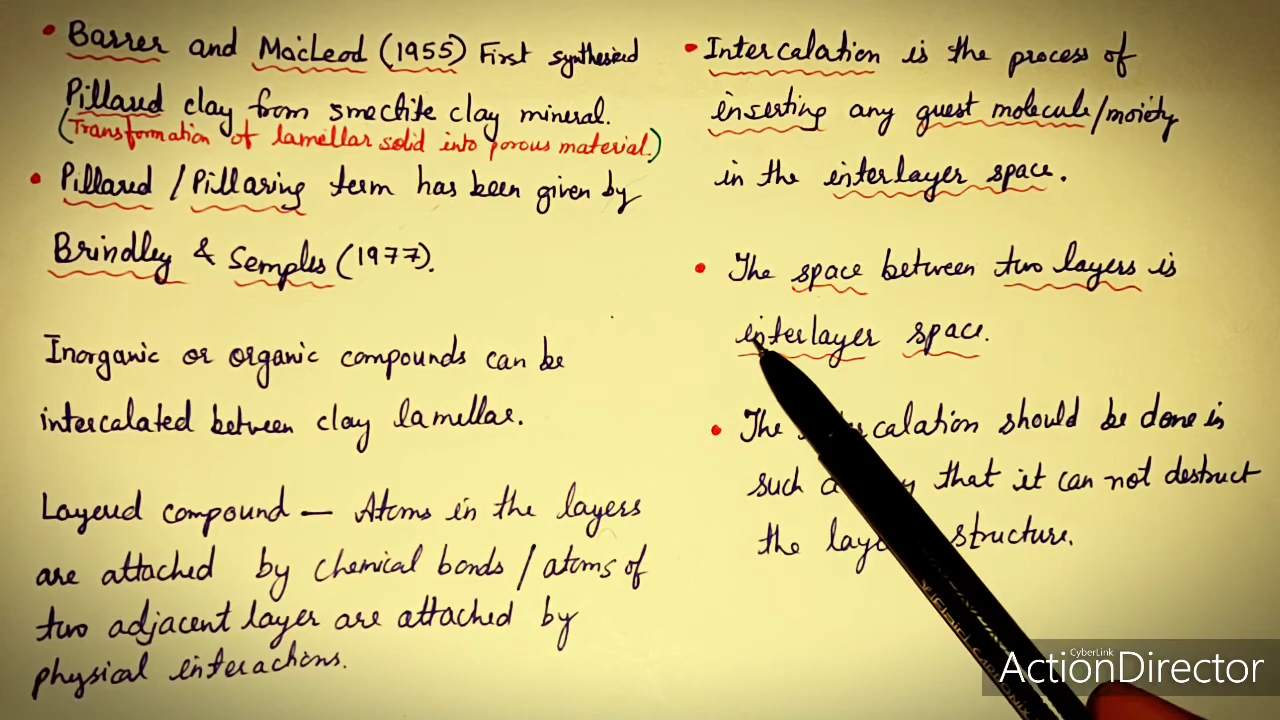 • Barrer and MacLeod (1955) First synthesized
Pillared clay from smectite clay mineral.
(Transformation of lamellar solid into porous material.)
• Pillared / Pillaring term has been given by
Brindley & Semples (1977).
Inorganic or organic compounds can be
intercalated between clay lamellar.
Layered compound – Atoms in the layers
are attached by chemical bonds / atoms of
two adjacent layer are attached by
physical interactions.
• Intercalation is the process of
inserting any guest molecule/moiety
in the interlayer space.
• The space between two layers is
interlayer space.
• The calation should be done in
such a that it can not destruct
the structure.
CyberLink
ActionDirector